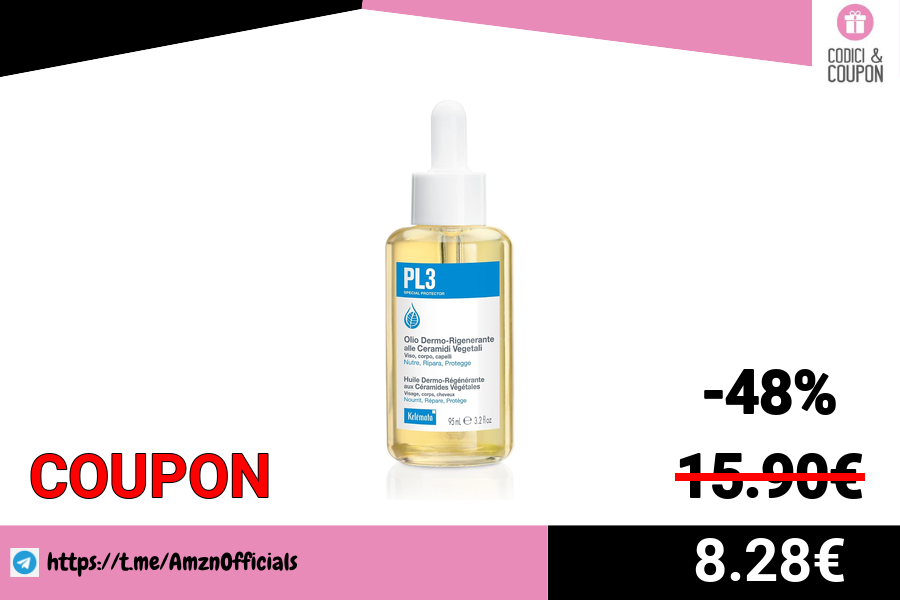 CODICI &
COUPON
PL3
SPECIAL PROTECTOR
Olio Dermo-Rigenerante
alle Ceramidi Vegetali
Viso, corpo, capelli
Nutre, Ripara, Protegge
Huile Dermo-Régénérante
aux Céramides Végétales
Visage, corps, cheveux
Nourrit, Répare, Protège
Kelémata
95 mL ℮ 3.2 fl oz
-48%
COUPON
15.90€
https://t.me/AmznOfficials
8.28€